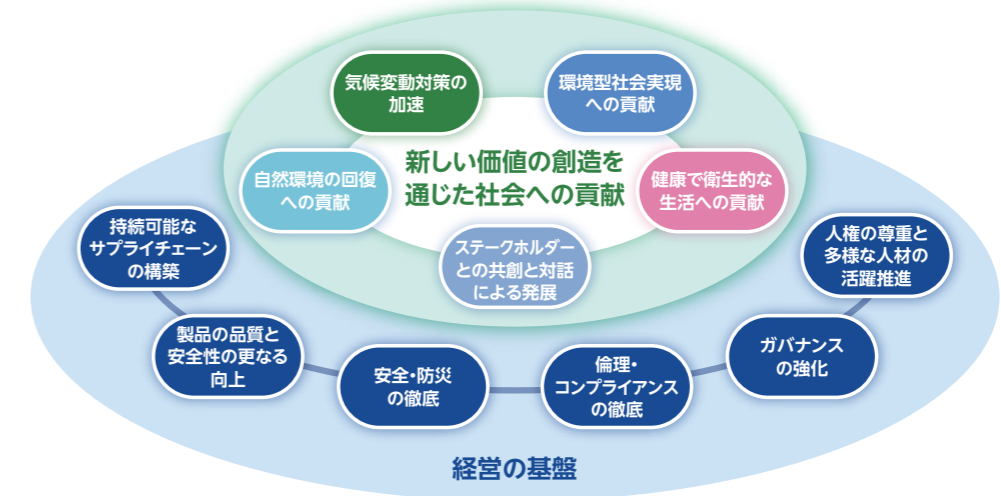 気候変動対策の
加速
環境型社会実現
への貢献
新しい価値の創造を
通じた社会への貢献
自然環境の回復
への貢献
健康で衛生的な
生活への貢献
ステークホルダー
との共創と対話
による発展
持続可能な
サプライチェーン
の構築
人権の尊重と
多様な人材の
活躍推進
製品の品質と
安全性の更なる
向上
安全・防災
の徹底
倫理・
コンプライアンス
の徹底
ガバナンス
の強化
経営の基盤